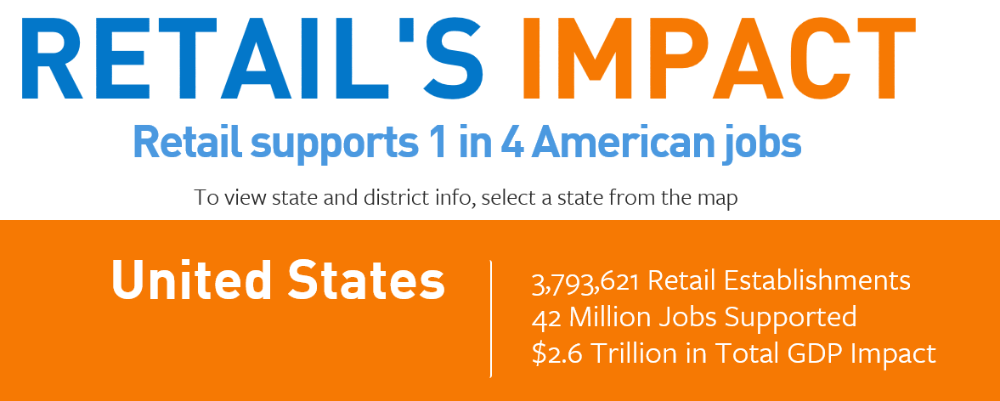 RETAIL'S IMPACT
Retail supports 1 in 4 American jobs
To view state and district info, select a state from the map
United States
3,793,621 Retail Establishments
42 Million Jobs Supported
$2.6 Trillion in Total GDP Impact